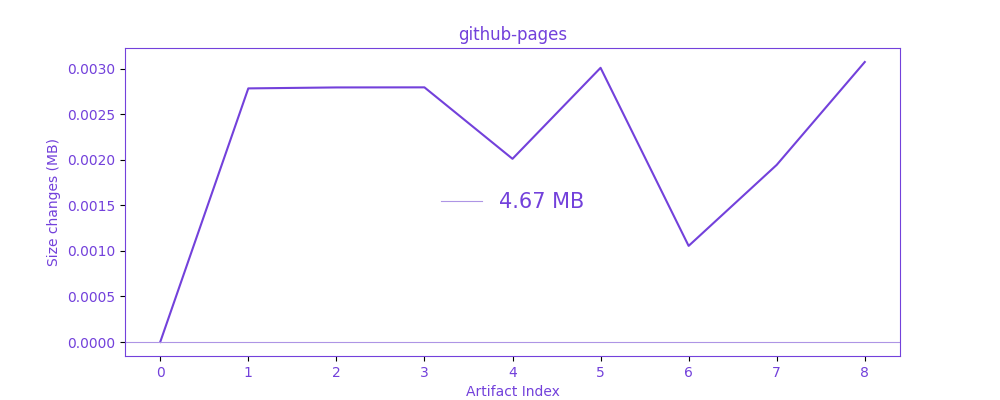 github-pages
0.0030
0.0025
0.0020
0.0015
0.0010
0.0005
0.0000
Size changes (MB)
4.67 MB
0 1 2 3 4 5 6 7 8
Artifact Index